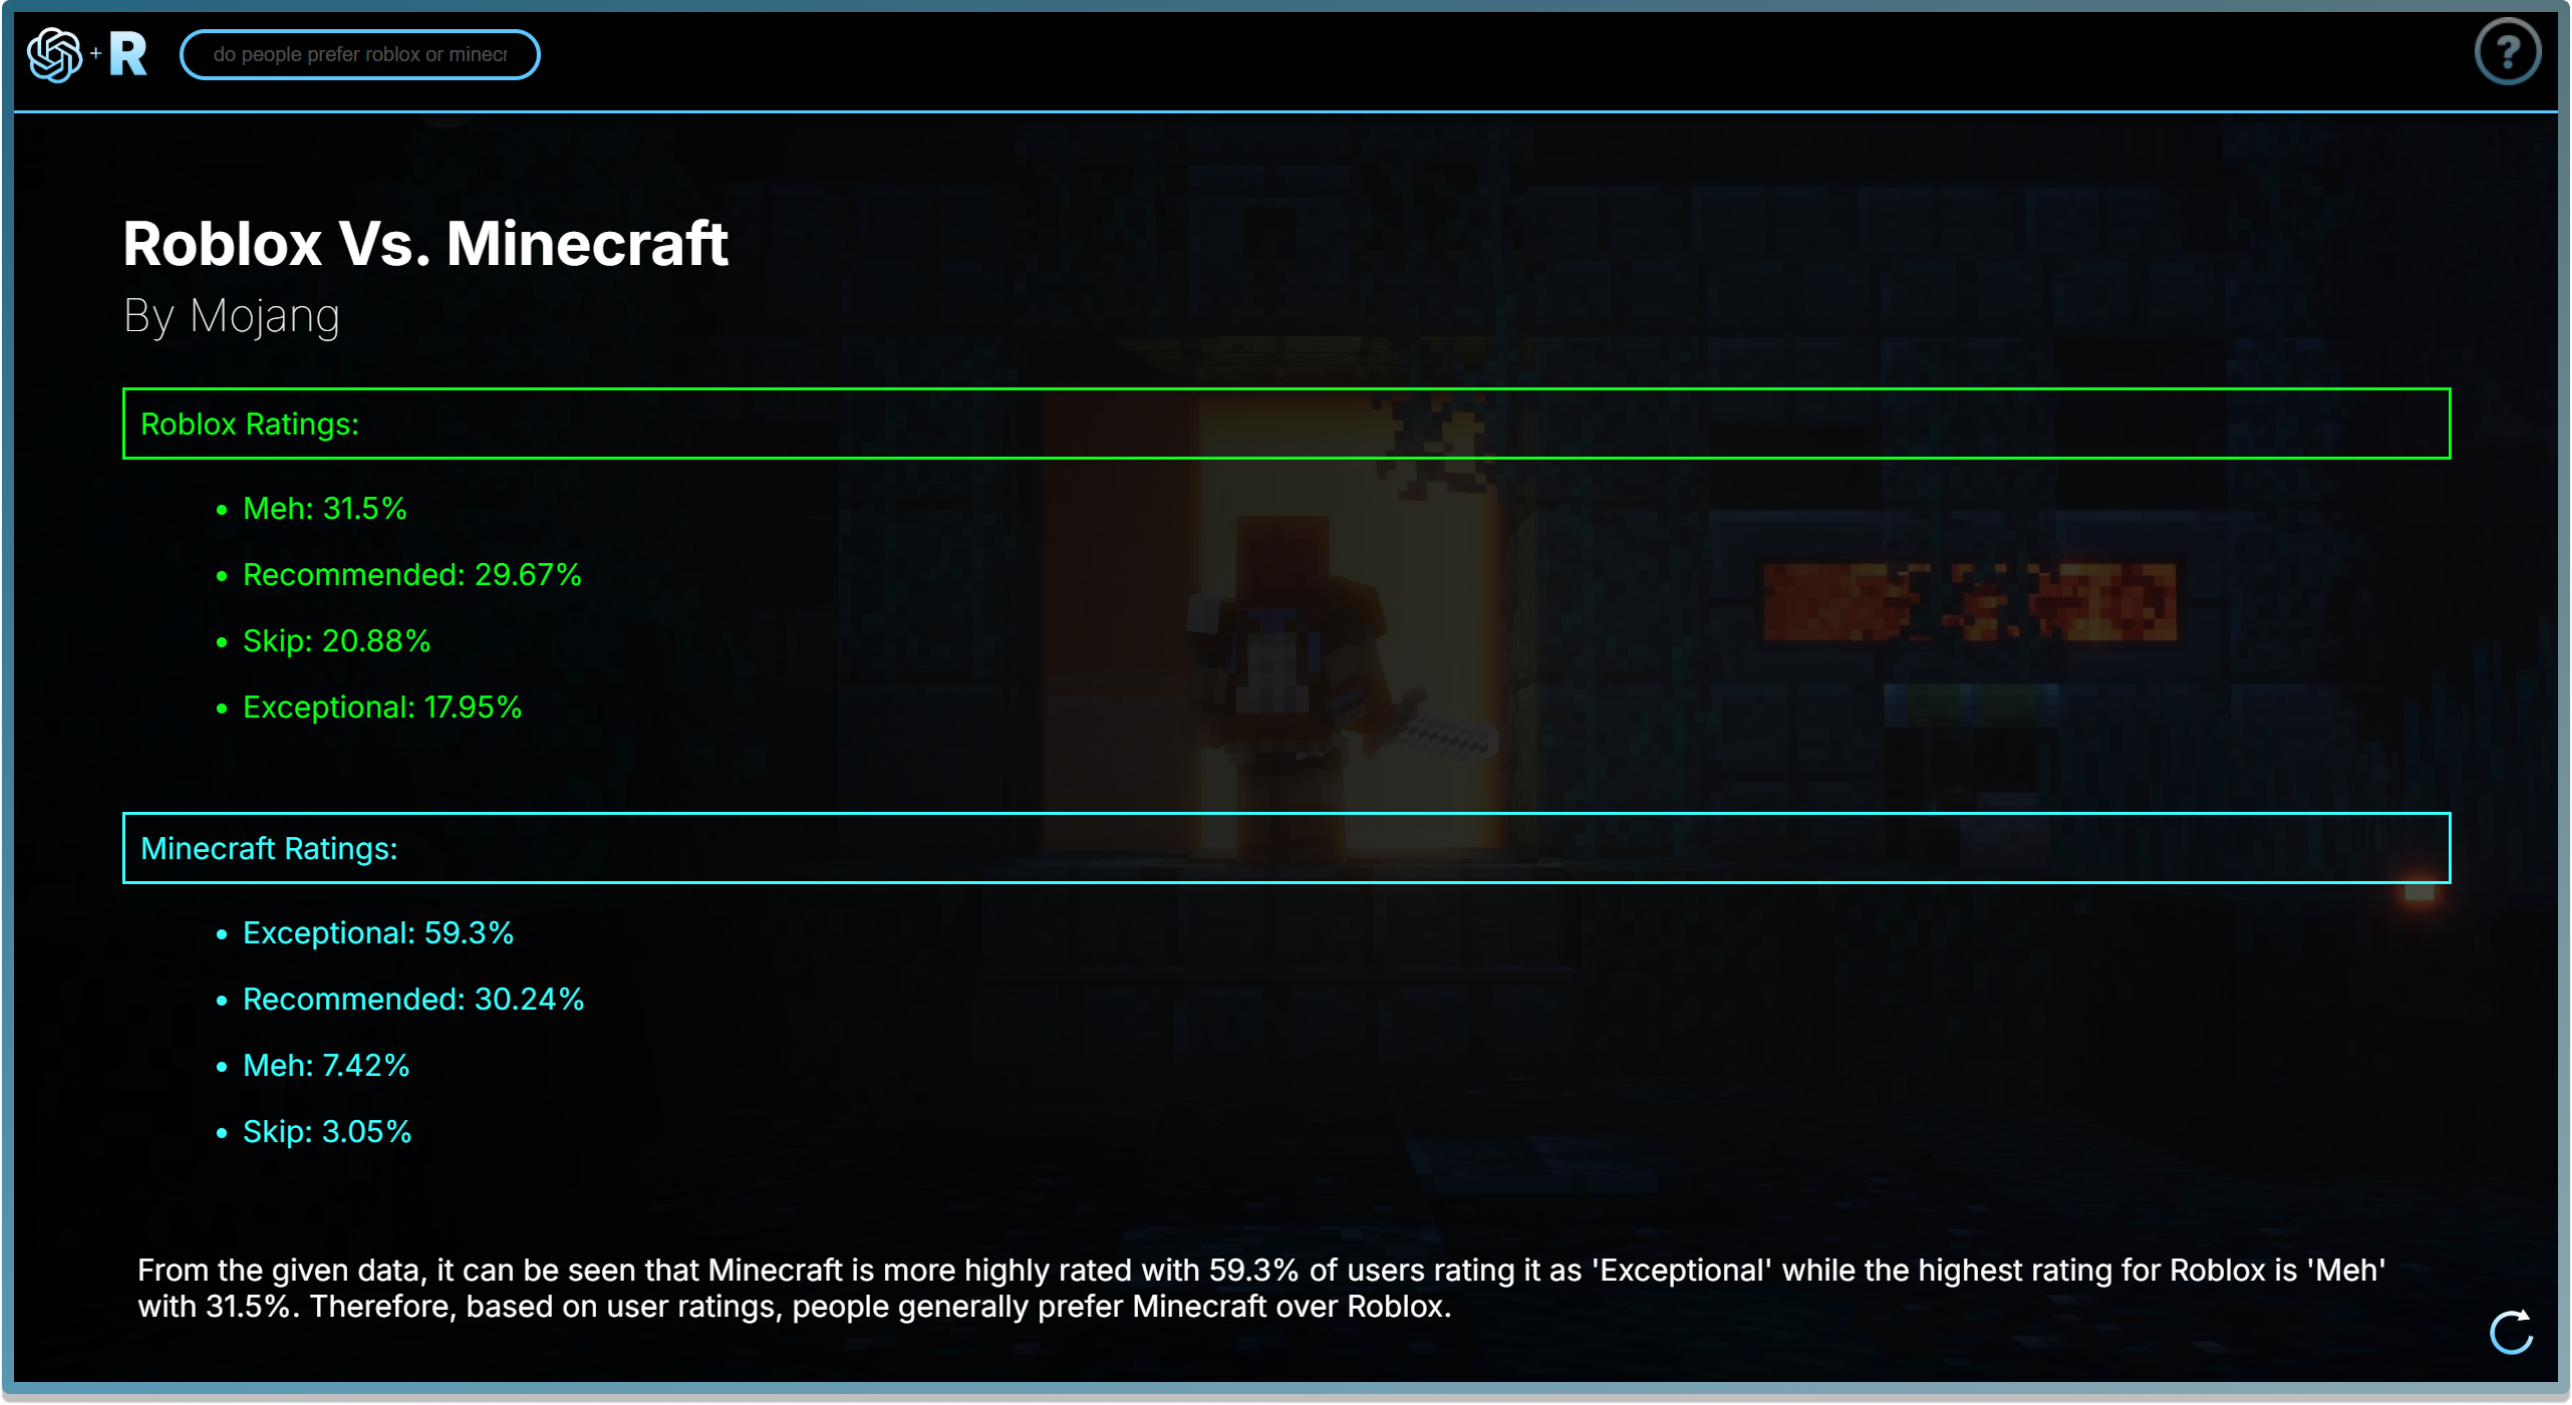 + R
do people prefer roblox or minecr
?
Roblox Vs. Minecraft
By Mojang
Roblox Ratings:
• Meh: 31.5%
• Recommended: 29.67%
• Skip: 20.88%
• Exceptional: 17.95%
Minecraft Ratings:
• Exceptional: 59.3%
• Recommended: 30.24%
• Meh: 7.42%
• Skip: 3.05%
From the given data, it can be seen that Minecraft is more highly rated with 59.3% of users rating it as 'Exceptional' while the highest rating for Roblox is 'Meh'
with 31.5%. Therefore, based on user ratings, people generally prefer Minecraft over Roblox.